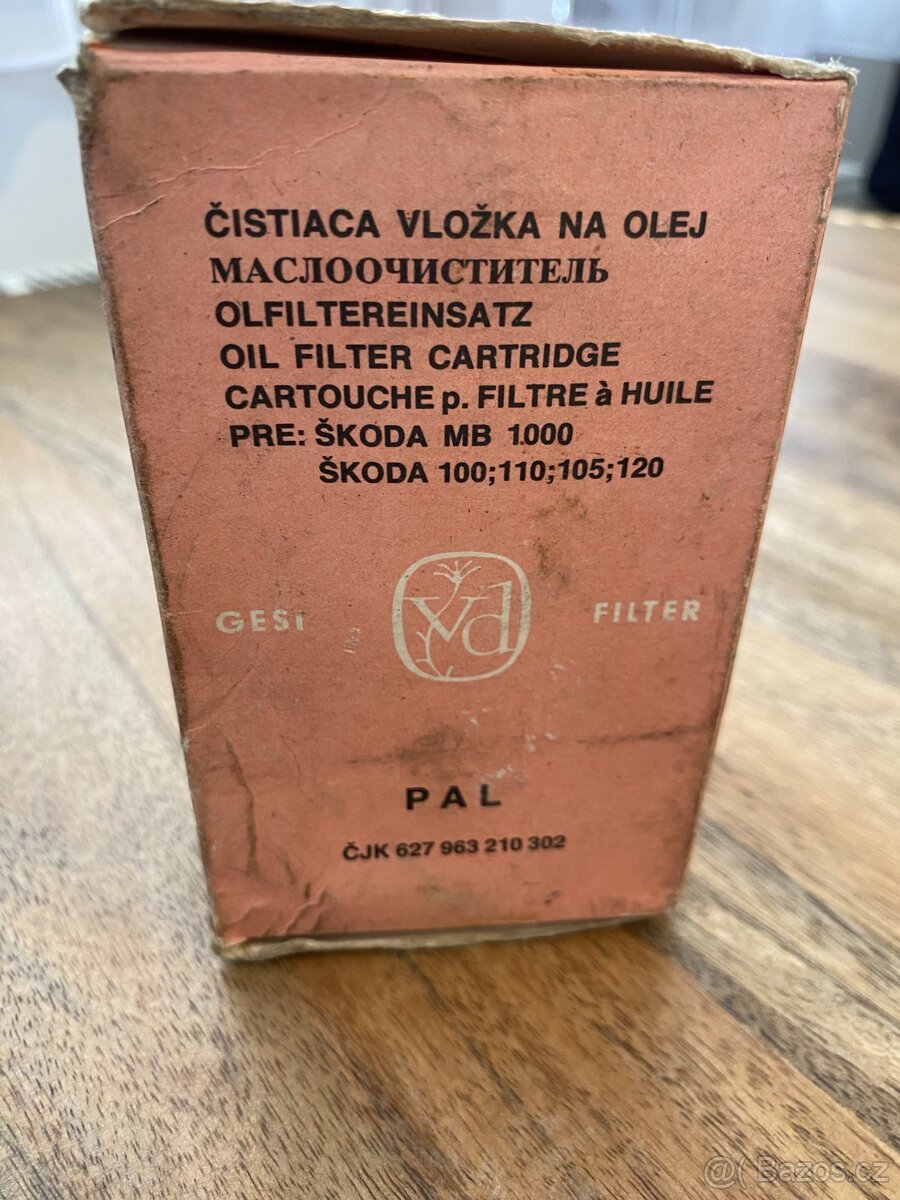 ČISTIACA VLOŽKA NA OLEJ
МАСЛООЧИСТИТЕЛЬ
OLFILTEREINSATZ
OIL FILTER CARTRIDGE
CARTOUCHE p. FILTRE à HUILE
PRE: ŠKODA MB 1000
ŠKODA 100;110;105;120
GESI vd FILTER
PAL
ČJK 627 963 210 302
@( Bazos.cz